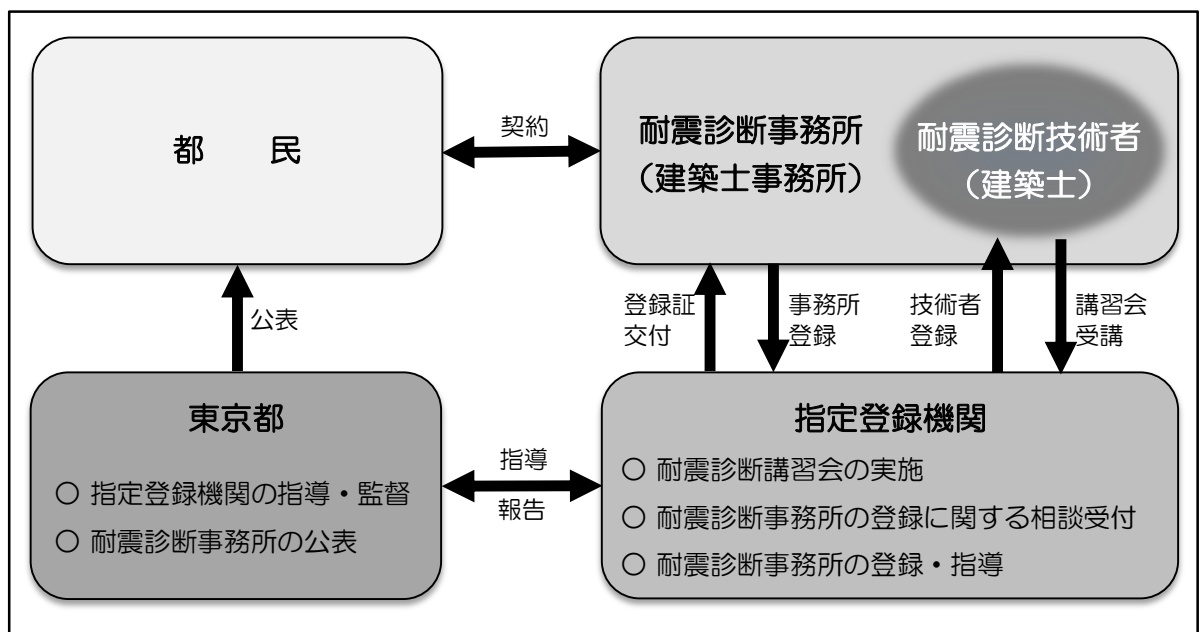 都　　民
契約
耐震診断事務所
（建築士事務所）
耐震診断技術者
（建築士）
公表
登録証
交付
事務所
登録
技術者
登録
講習会
受講
東京都
○ 指定登録機関の指導・監督
○ 耐震診断事務所の公表
指導
報告
指定登録機関
○ 耐震診断講習会の実施
○ 耐震診断事務所の登録に関する相談受付
○ 耐震診断事務所の登録・指導